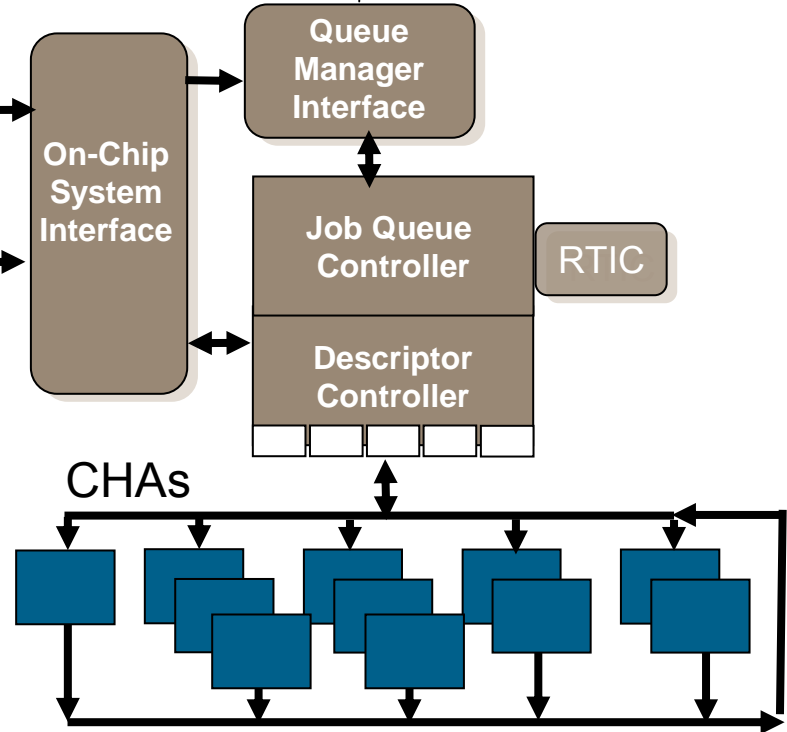 Queue
Manager
Interface
On-Chip
System
Interface
Job Queue
Controller
RTIC
Descriptor
Controller
CHAs